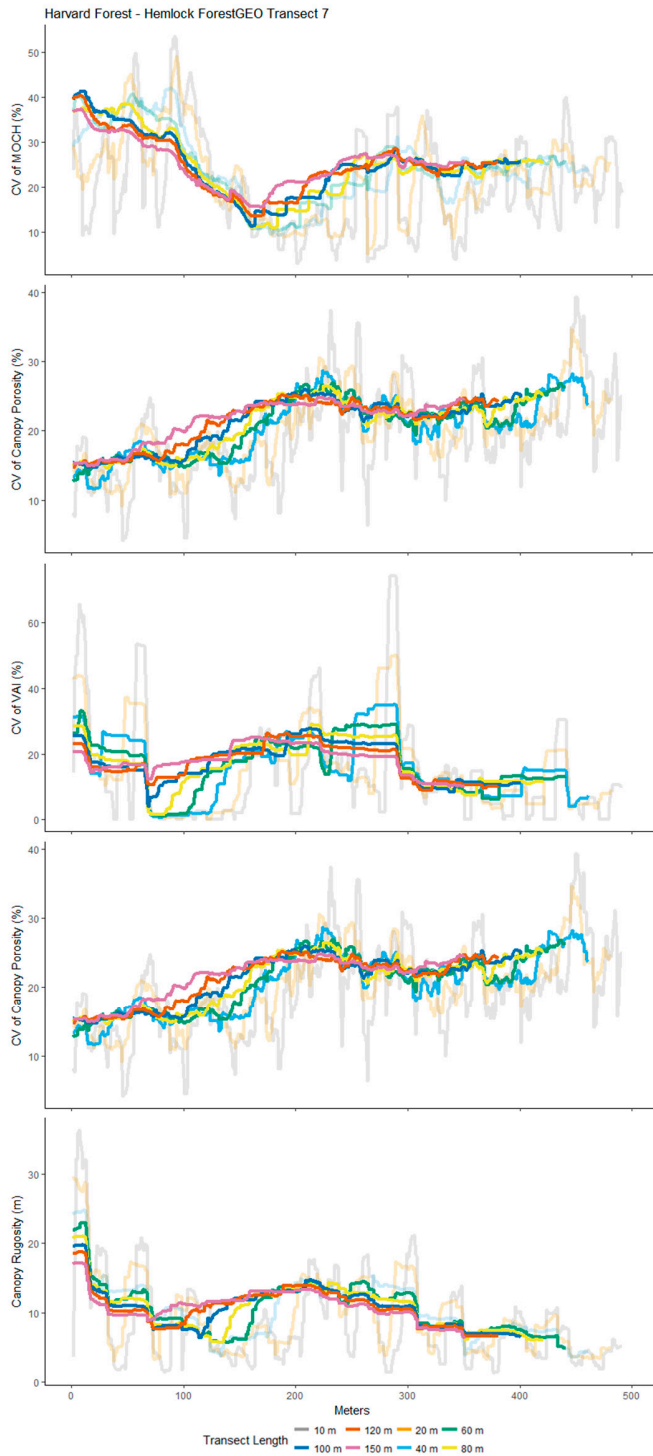 Harvard Forest - Hemlock ForestGEO Transect 7
CV of MOCH (%)
50
40
30
20
10
CV of Canopy Porosity (%)
40
30
20
10
CV of VAI (%)
60
40
20
0
CV of Canopy Porosity (%)
40
30
20
10
Canopy Rugosity (m)
30
20
10
0
0 100 200 300 400 500
Meters
Transect Length
10 m 120 m 20 m 60 m
100 m 150 m 40 m 80 m